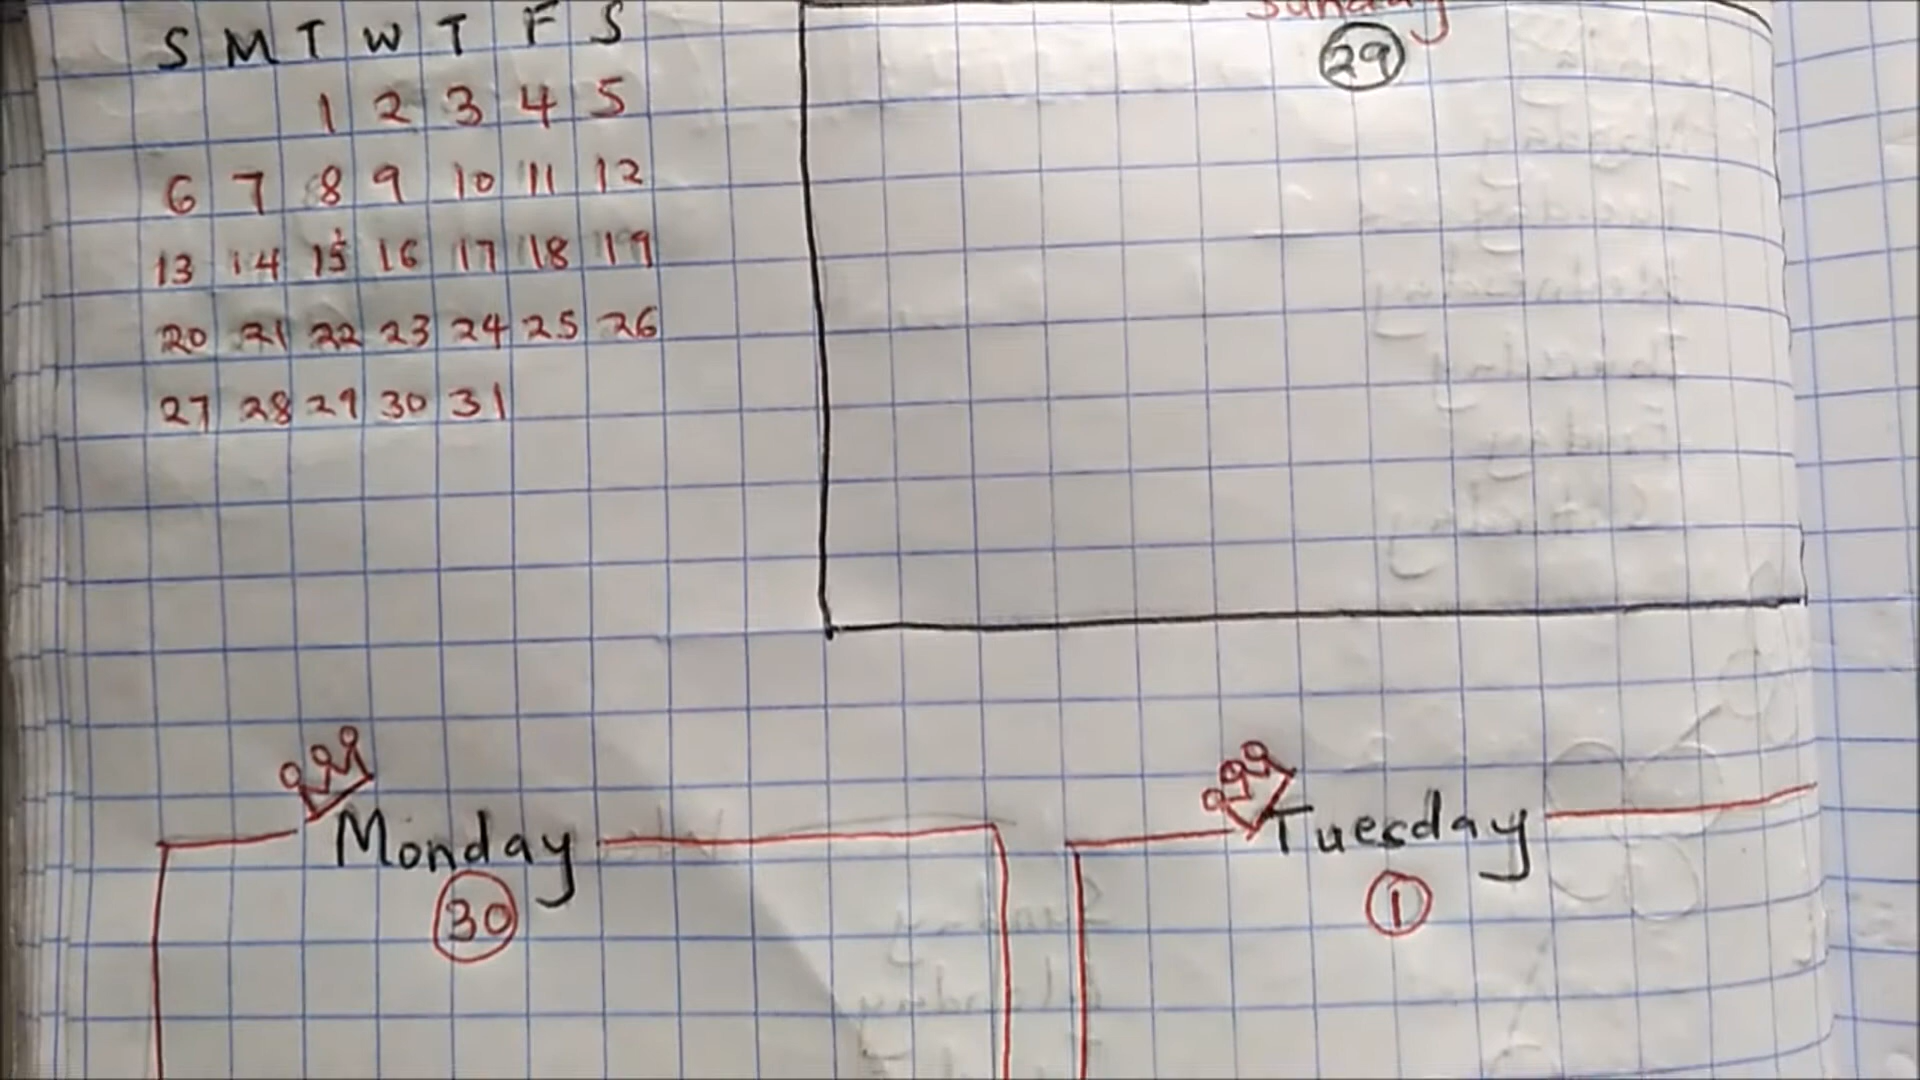 S M T W T F S
1 2 3 4 5
6 7 8 9 10 11 12
13 14 15 16 17 18 19
20 21 22 23 24 25 26
27 28 29 30 31
Sunday
29
Monday
30
Tuesday
1